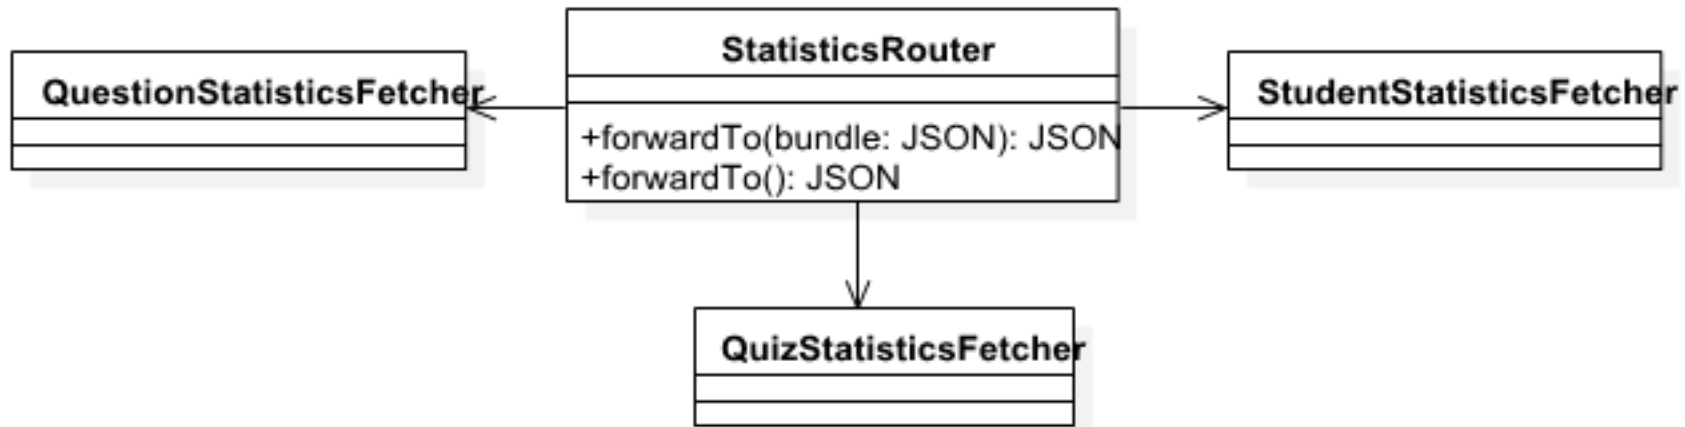 StatisticsRouter
QuestionStatisticsFetcher
StudentStatisticsFetcher
+forwardTo(bundle: JSON): JSON
+forwardTo(): JSON
QuizStatisticsFetcher